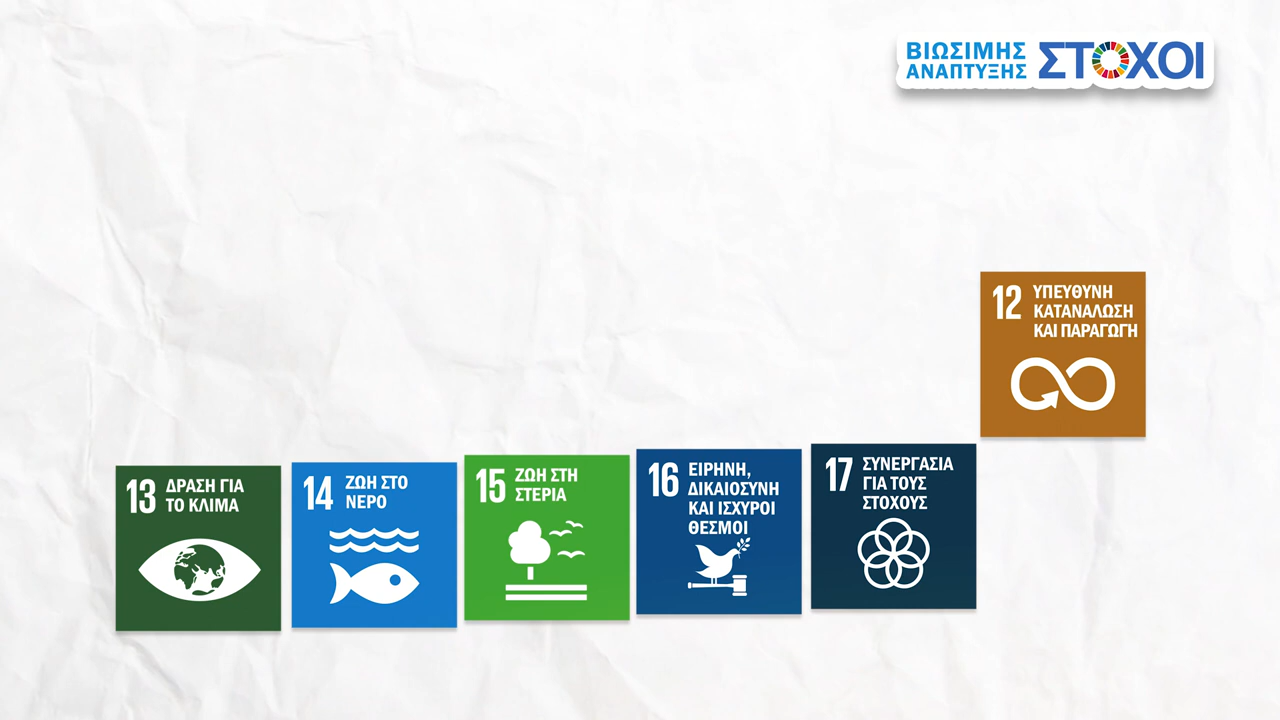 ΒΙΩΣΙΜΗΣ
ΑΝΑΠΤΥΞΗΣ
ΣΤΟΧΟΙ
12
ΥΠΕΥΘΥΝΗ
ΚΑΤΑΝΑΛΩΣΗ
ΚΑΙ ΠΑΡΑΓΩΓΗ
13
ΔΡΑΣΗ ΓΙΑ
ΤΟ ΚΛΙΜΑ
14
ΖΩΗ ΣΤΟ
ΝΕΡΟ
15
ΖΩΗ ΣΤΗ
ΣΤΕΡΙΑ
16
ΕΙΡΗΝΗ,
ΔΙΚΑΙΟΣΥΝΗ
ΚΑΙ ΙΣΧΥΡΟΙ
ΘΕΣΜΟΙ
17
ΣΥΝΕΡΓΑΣΙΑ
ΓΙΑ ΤΟΥΣ
ΣΤΟΧΟΥΣ